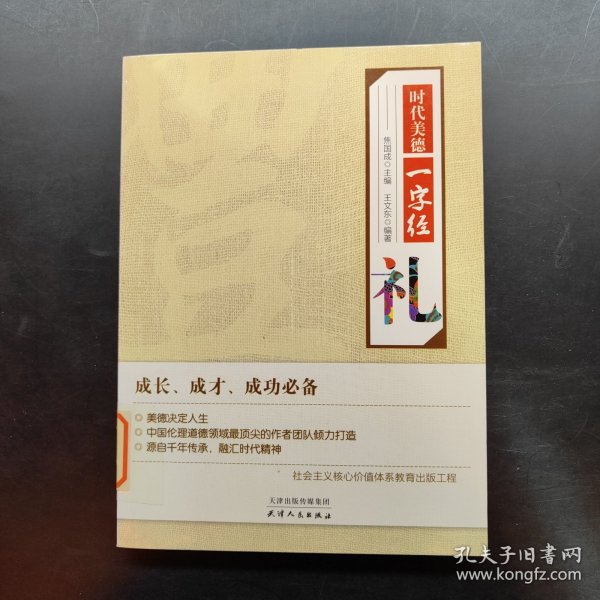 时代美德
一字经
礼
焦国成○主编 王文东○编著
成长、成才、成功必备
美德决定人生
中国伦理道德领域最顶尖的作者团队倾力打造
源自千年传承，融汇时代精神
社会主义核心价值体系教育出版工程
天津出版传媒集团
天津人民出版社
孔夫子旧书网
www.kongfz.com